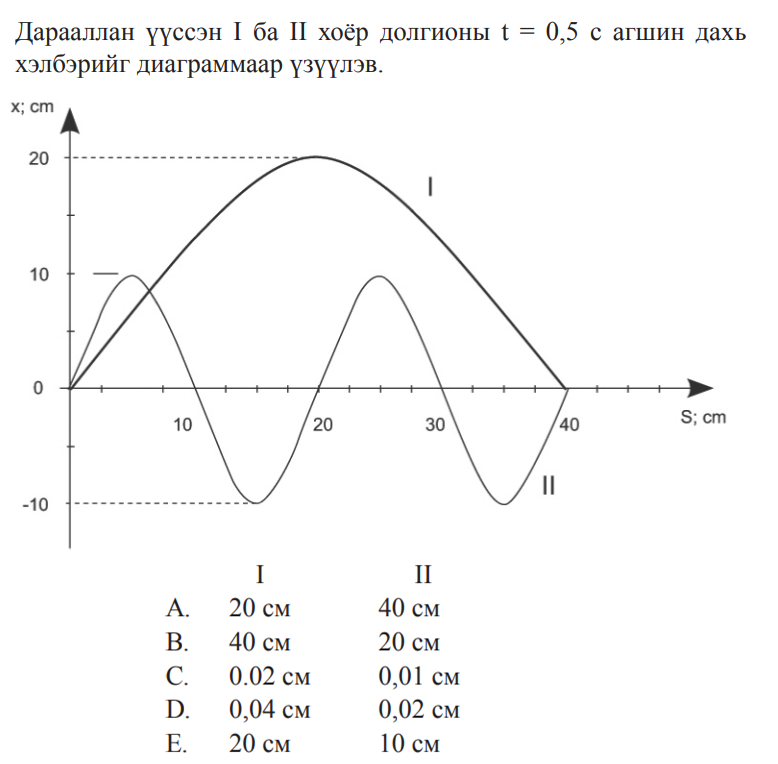 Дарааллан үүссэн I ба II хоёр долгионы t = 0,5 с агшин дахь
хэлбэрийг диаграммаар үзүүлэв.
x; cm
20
I
10
0
10 20 30 40
S; cm
-10
II
I II
A. 20 см 40 см
B. 40 см 20 см
C. 0.02 см 0,01 см
D. 0,04 см 0,02 см
E. 20 см 10 см